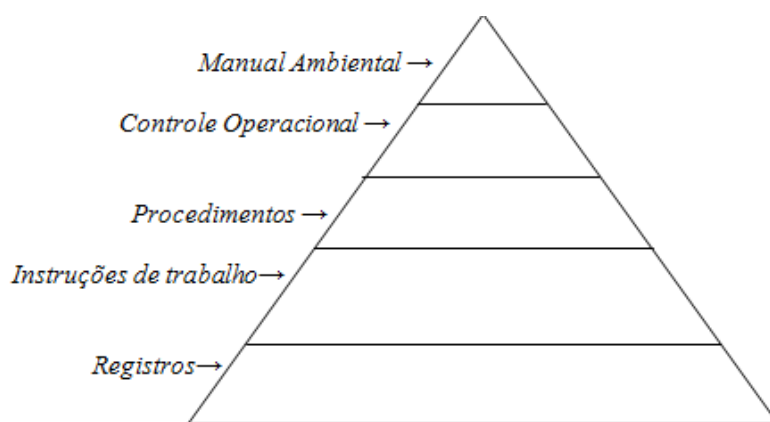 Manual Ambiental →
Controle Operacional →
Procedimentos →
Instruções de trabalho→
Registros→